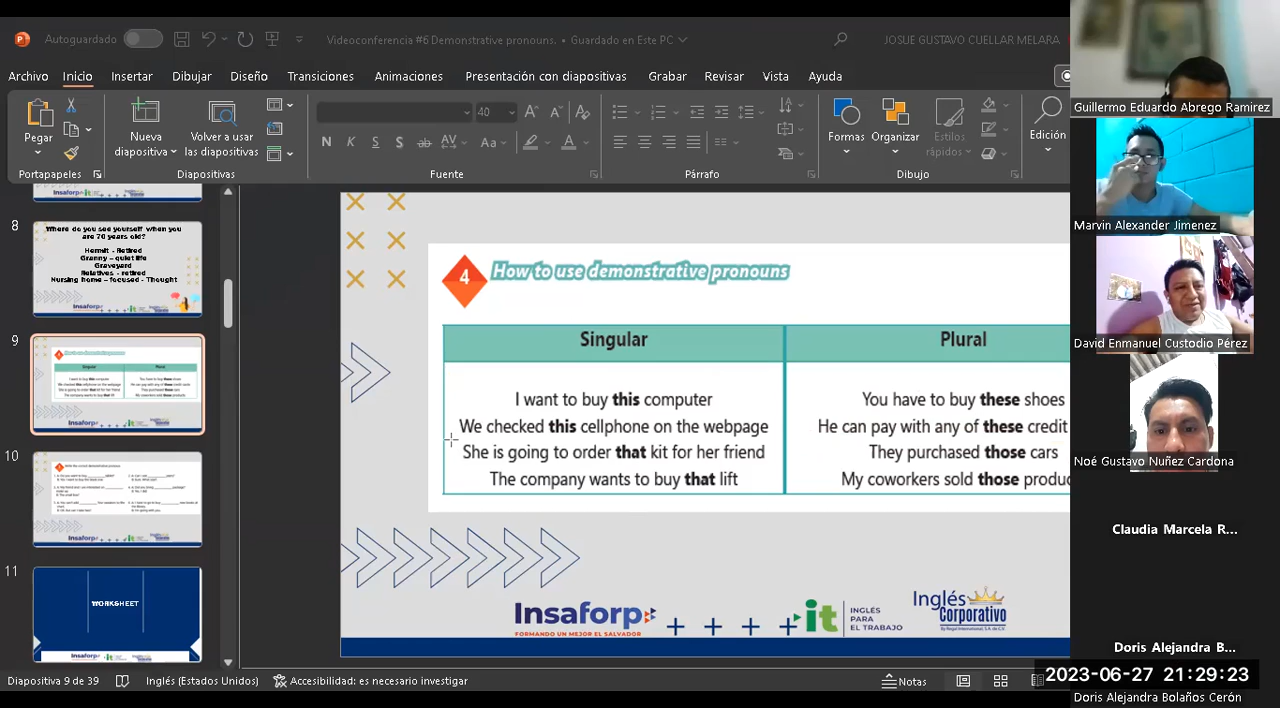 Autoguardado
Videoconferencia #6 Demonstrative pronouns. • Guardado en Este PC
JOSUE GUSTAVO CUELLAR MELARA
Archivo Inicio Insertar Dibujar Diseño Transiciones Animaciones Presentación con diapositivas Grabar Revisar Vista Ayuda
Pegar
Nueva diapositiva
Volver a usar las diapositivas
40
N K S S ab AV Aa A
Formas
Organizar
Estilos rápidos
Edición
Portapapeles Diapositivas Fuente Párrafo Dibujo
8
Where do you see yourself when you
are 70 years old?
Hermit - Retired
Granny – quiet life
Graveyard
Relatives - retired
Nursing home – focused - Thought
9
10
11
WORKSHEET
4
How to use demonstrative pronouns
Singular Plural
I want to buy this computer
We checked this cellphone on the webpage
She is going to order that kit for her friend
The company wants to buy that lift
You have to buy these shoes
He can pay with any of these credit
They purchased those cars
My coworkers sold those produc
Insaforp
FORMANDO UN MEJOR EL SALVADOR
it
INGLÉS
PARA
EL TRABAJO
Inglés
Corporativo
Guillermo Eduardo Abrego Ramirez
Marvin Alexander Jimenez
David Enmanuel Custodio Pérez
Noé Gustavo Nuñez Cardona
Claudia Marcela R...
Doris Alejandra B...
2023-06-27 21:29:23
Doris Alejandra Bolaños Cerón
Diapositiva 9 de 39
Inglés (Estados Unidos)
Accesibilidad: es necesario investigar
Notas